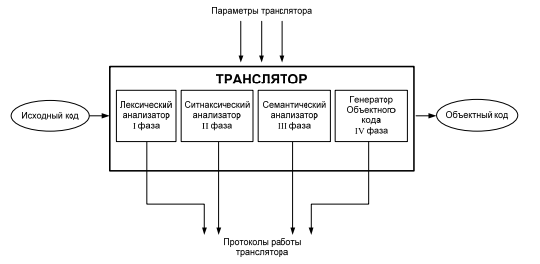 Параметры транслятора
ТРАНСЛЯТОР
Лексический
анализатор
I фаза
Ситнаксический
анализатор
II фаза
Семантический
анализатор
III фаза
Генератор
Объектного
кода
IV фаза
Исходный код
Объектный код
Протоколы работы
транслятора